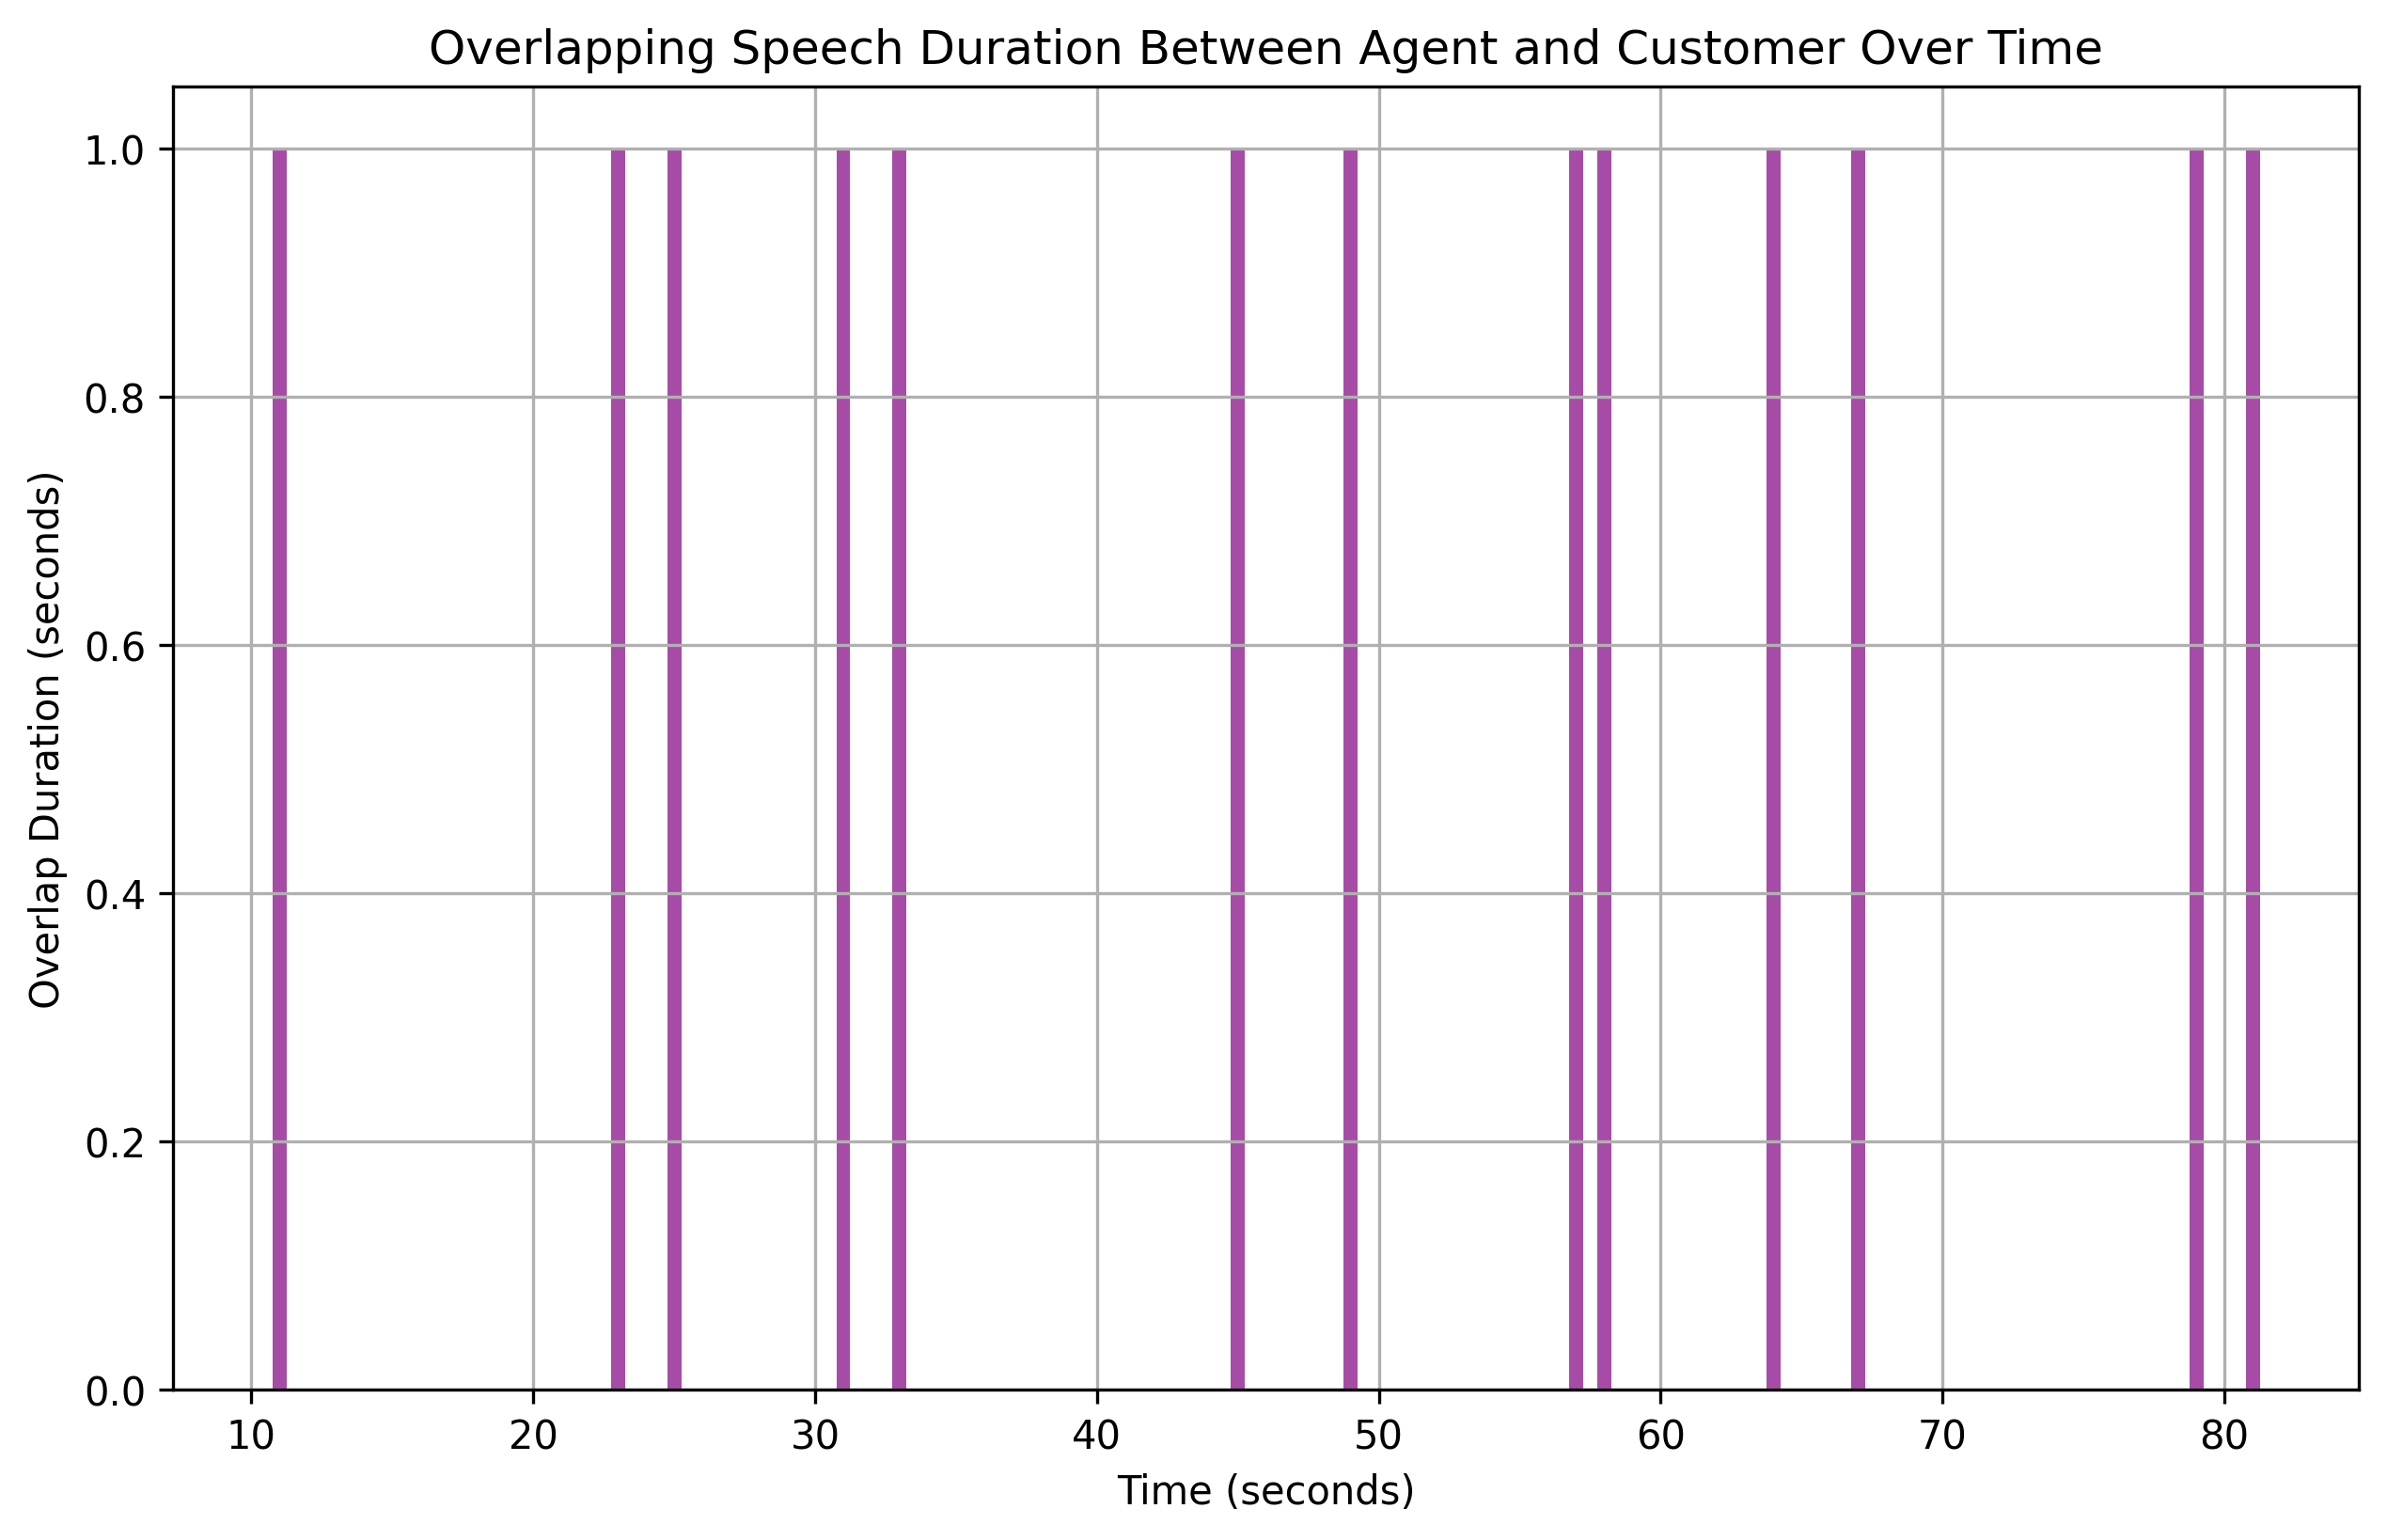 Overlapping Speech Duration Between Agent and Customer Over Time
Overlap Duration (seconds)
1.0
0.8
0.6
0.4
0.2
0.0
10 20 30 40 50 60 70 80
Time (seconds)